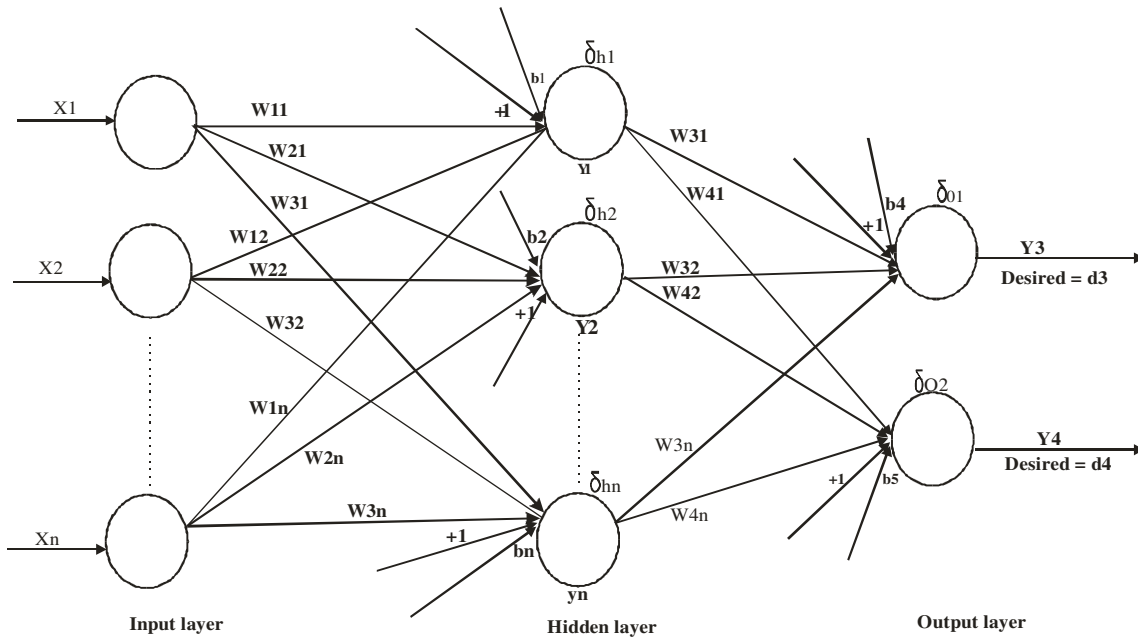 δh1
b1
X1
W11
+1
W31
W21
Y1
W41
W31
b4
δ01
δh2
+1
W12
b2
X2
W22
W32
Y3
W42
Desired = d3
W32
+1
Y2
δO2
W1n
W3n
Y4
W2n
Desired = d4
δhn
+1
b5
W3n
W4n
Xn
+1
bn
yn
Input layer
Hidden layer
Output layer